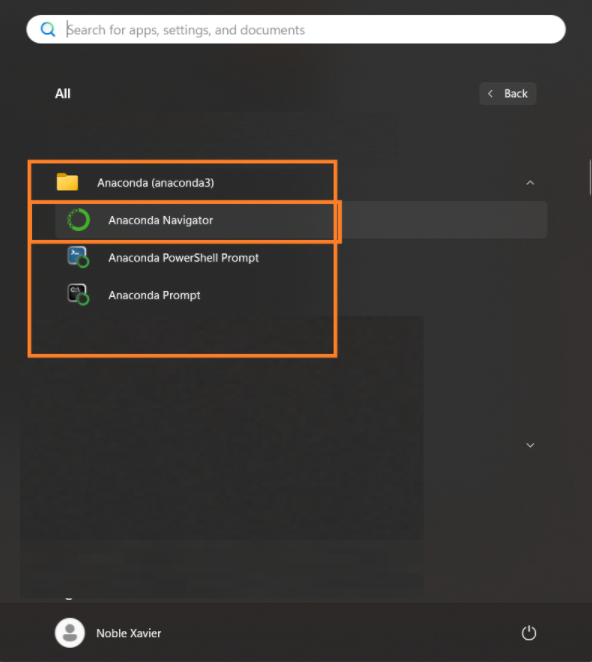 Search for apps, settings, and documents
All
Back
Anaconda (anaconda3)
Anaconda Navigator
Anaconda PowerShell Prompt
Anaconda Prompt
Noble Xavier